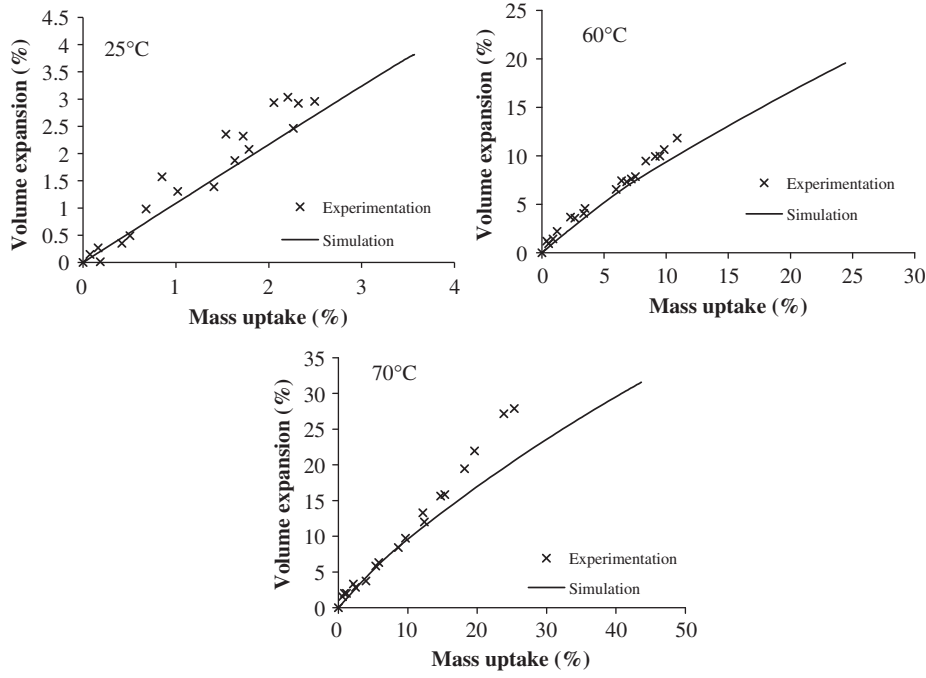 25°C
Volume expansion (%)
4.5
4
3.5
3
2.5
2
1.5
1
0.5
0
0 1 2 3 4
Mass uptake (%)
Experimentation
Simulation
60°C
Volume expansion (%)
25
20
15
10
5
0
0 5 10 15 20 25 30
Mass uptake (%)
Experimentation
Simulation
70°C
Volume expansion (%)
35
30
25
20
15
10
5
0
0 10 20 30 40 50
Mass uptake (%)
Experimentation
Simulation